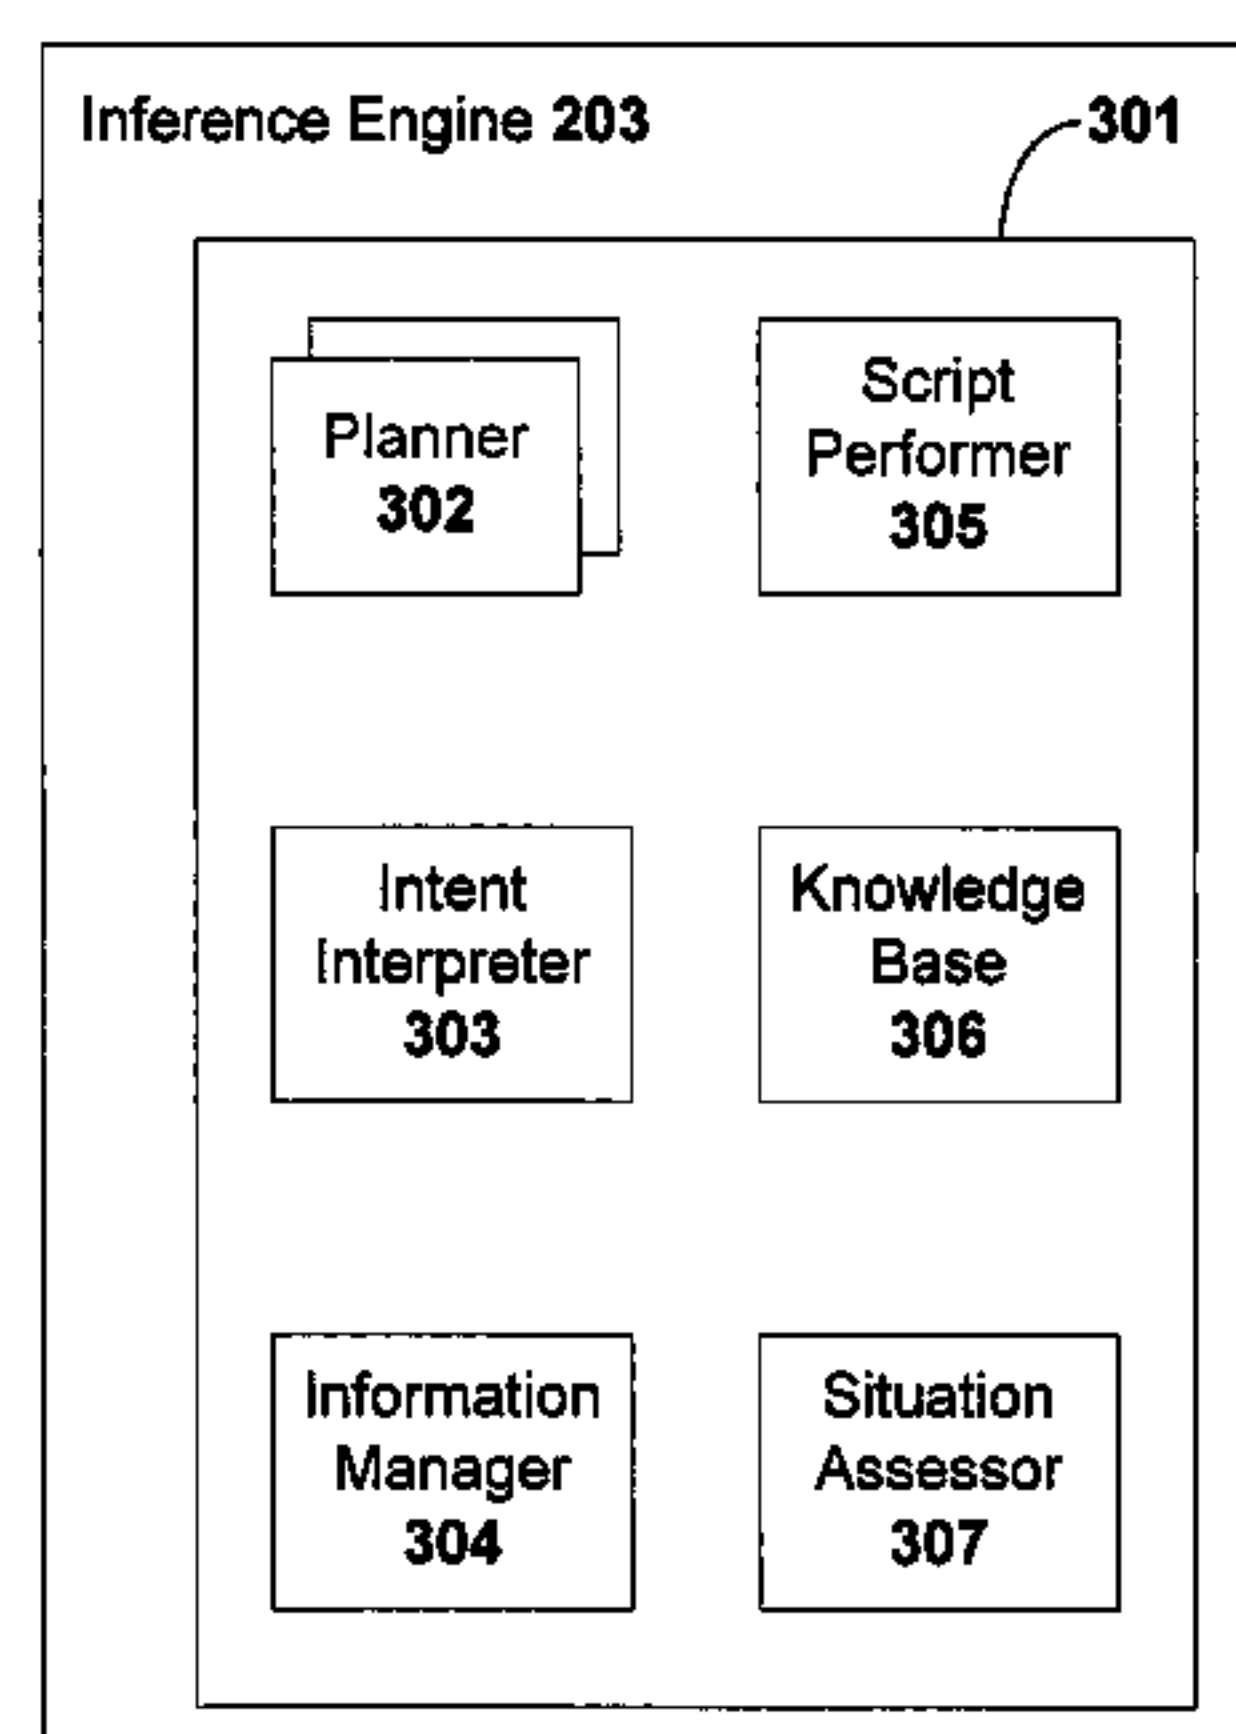 Inference Engine 203
301
Planner
302
Script
Performer
305
Intent
Interpreter
303
Knowledge
Base
306
Information
Manager
304
Situation
Assessor
307